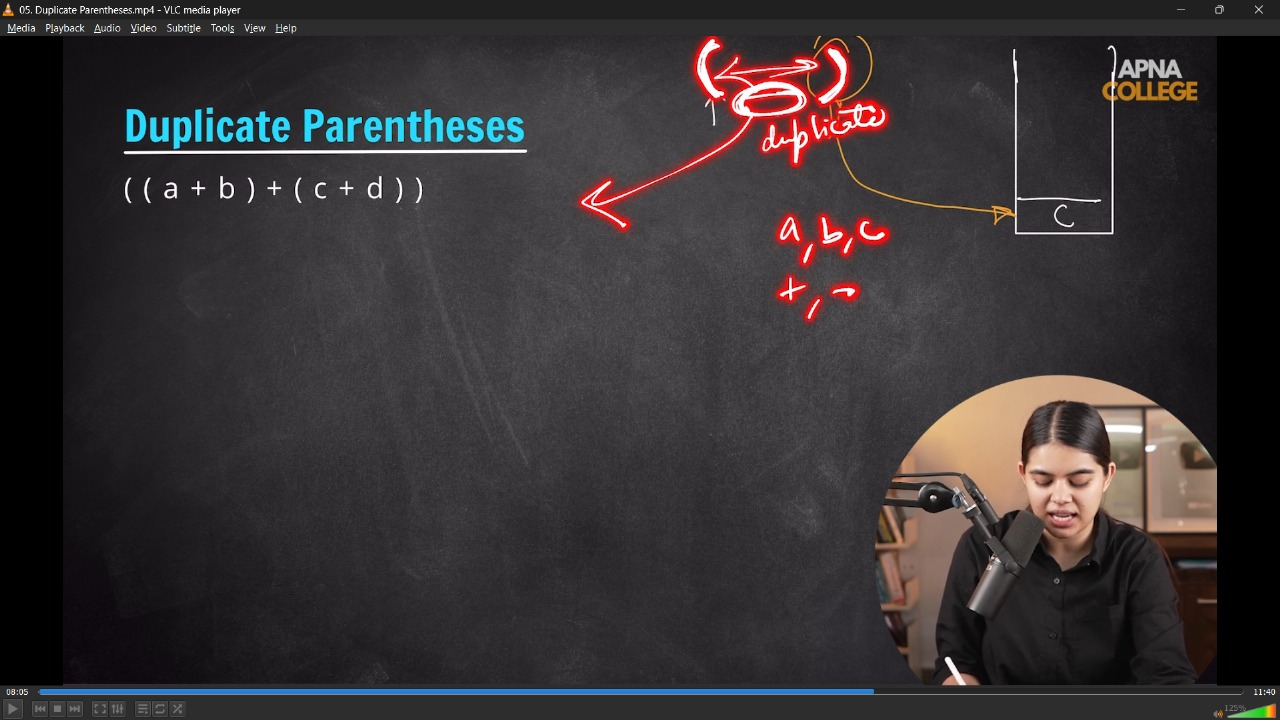 05. Duplicate Parentheses.mp4 - VLC media player
Media Playback Audio Video Subtitle Tools View Help
( )
APNA
COLLEGE
Duplicate Parentheses
duplicate
( ( a + b ) + ( c + d ) )
C
a, b, c
+, -
08:05
11:40
125%